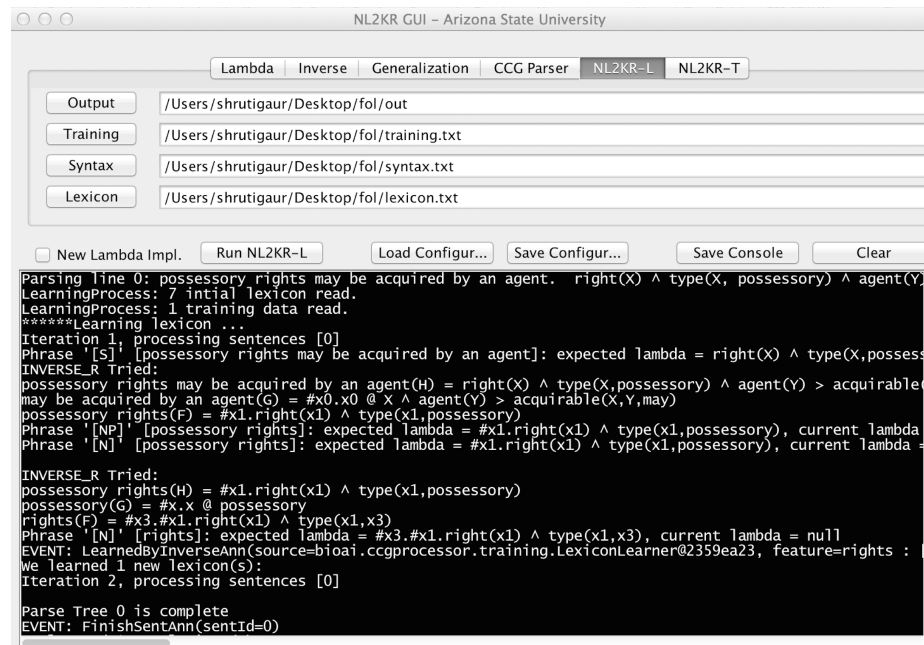 NL2KR GUI – Arizona State University
Lambda Inverse Generalization CCG Parser NL2KR-L NL2KR-T
Output /Users/shrutigaur/Desktop/fol/out
Training /Users/shrutigaur/Desktop/fol/training.txt
Syntax /Users/shrutigaur/Desktop/fol/syntax.txt
Lexicon /Users/shrutigaur/Desktop/fol/lexicon.txt
New Lambda Impl. Run NL2KR-L Load Configur... Save Configur... Save Console Clear
Parsing line 0: possessory rights may be acquired by an agent.  right(X) ^ type(X, possessory) ^ agent(Y)
LearningProcess: 7 intial lexicon read.
LearningProcess: 1 training data read.
******Learning lexicon ...
Iteration 1, processing sentences [0]
Phrase '[S]' [possessory rights may be acquired by an agent]: expected lambda = right(X) ^ type(X,possess
INVERSE_R Tried:
possessory rights may be acquired by an agent(H) = right(X) ^ type(X,possessory) ^ agent(Y) > acquirable(
may be acquired by an agent(G) = #x0.x0 @ X ^ agent(Y) > acquirable(X,Y,may)
possessory rights(F) = #x1.right(x1) ^ type(x1,possessory)
Phrase '[NP]' [possessory rights]: expected lambda = #x1.right(x1) ^ type(x1,possessory), current lambda
Phrase '[N]' [possessory rights]: expected lambda = #x1.right(x1) ^ type(x1,possessory), current lambda =
INVERSE_R Tried:
possessory rights(H) = #x1.right(x1) ^ type(x1,possessory)
possessory(G) = #x.x @ possessory
rights(F) = #x3.#x1.right(x1) ^ type(x1,x3)
Phrase '[N]' [rights]: expected lambda = #x3.#x1.right(x1) ^ type(x1,x3), current lambda = null
EVENT: LearnedByInverseAnn(source=bioai.ccgprocessor.training.LexiconLearner@2359ea23, feature=rights : [
We learned 1 new lexicon(s):
Iteration 2, processing sentences [0]
Parse Tree 0 is complete
EVENT: FinishSentAnn(sentId=0)